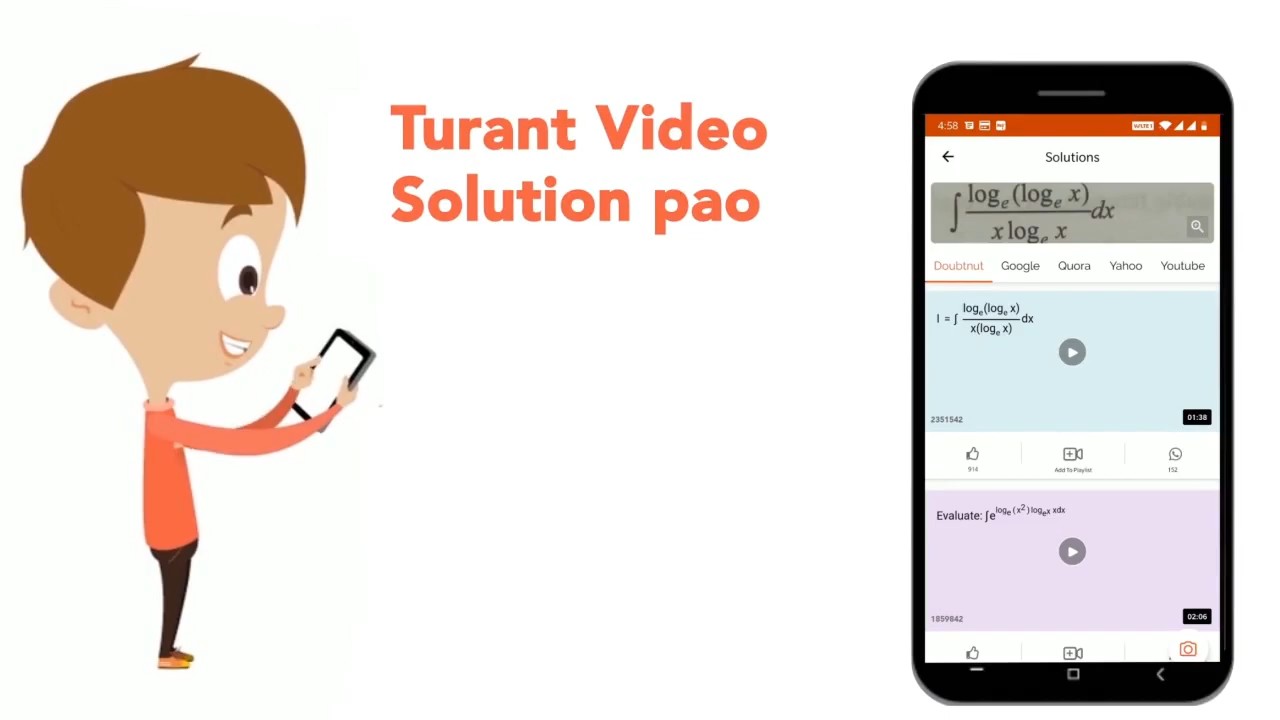 Turant Video
Solution pao
4:58
Solutions
∫ logₑ(logₑ x) / x logₑ x dx
Doubtnut Google Quora Yahoo Youtube
I = ∫ logₑ(logₑ x) / x(logₑ x) dx
2351542 01:38
914 Add To Playlist 152
Evaluate: ∫e^logₑ(x²)logₑx xdx
1859842 02:06